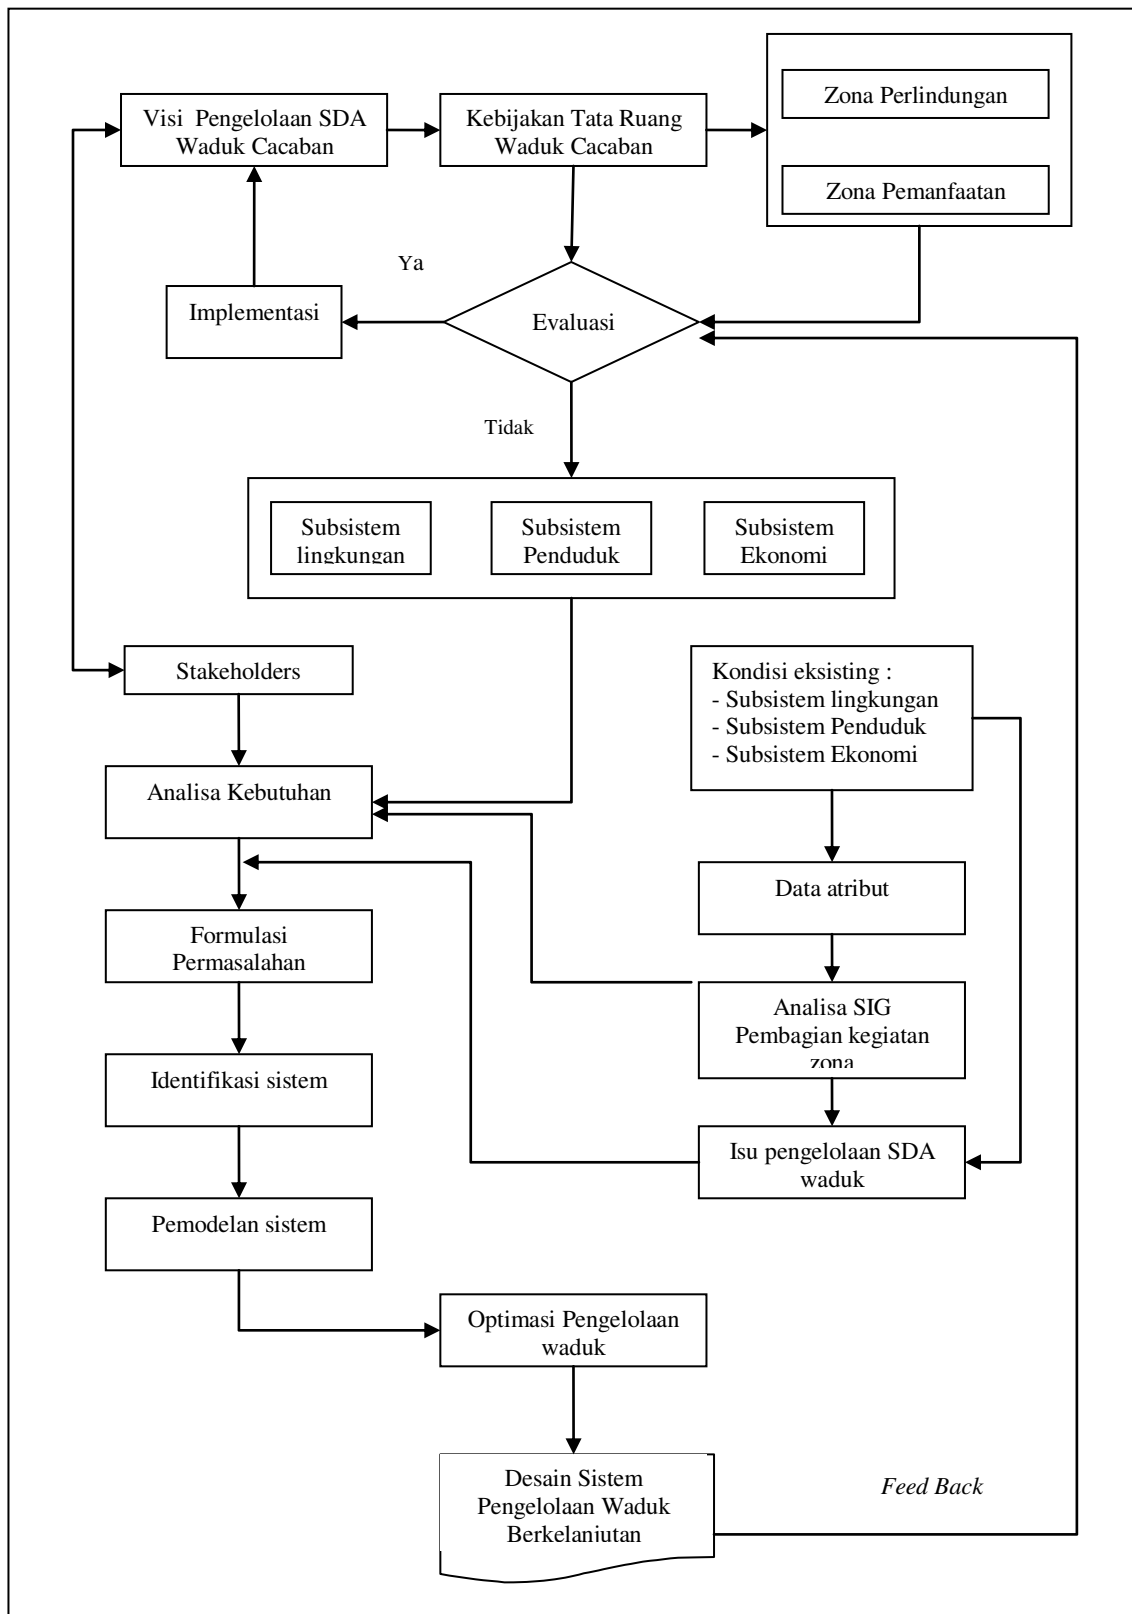 Zona Perlindungan
Visi Pengelolaan SDA
Waduk Cacaban
Kebijakan Tata Ruang
Waduk Cacaban
Zona Pemanfaatan
Ya
Implementasi
Evaluasi
Tidak
Subsistem
lingkungan
Subsistem
Penduduk
Subsistem
Ekonomi
Stakeholders
Kondisi eksisting :
- Subsistem lingkungan
- Subsistem Penduduk
- Subsistem Ekonomi
Analisa Kebutuhan
Data atribut
Formulasi
Permasalahan
Analisa SIG
Pembagian kegiatan
zona
Identifikasi sistem
Isu pengelolaan SDA
waduk
Pemodelan sistem
Optimasi Pengelolaan
waduk
Desain Sistem
Pengelolaan Waduk
Berkelanjutan
Feed Back